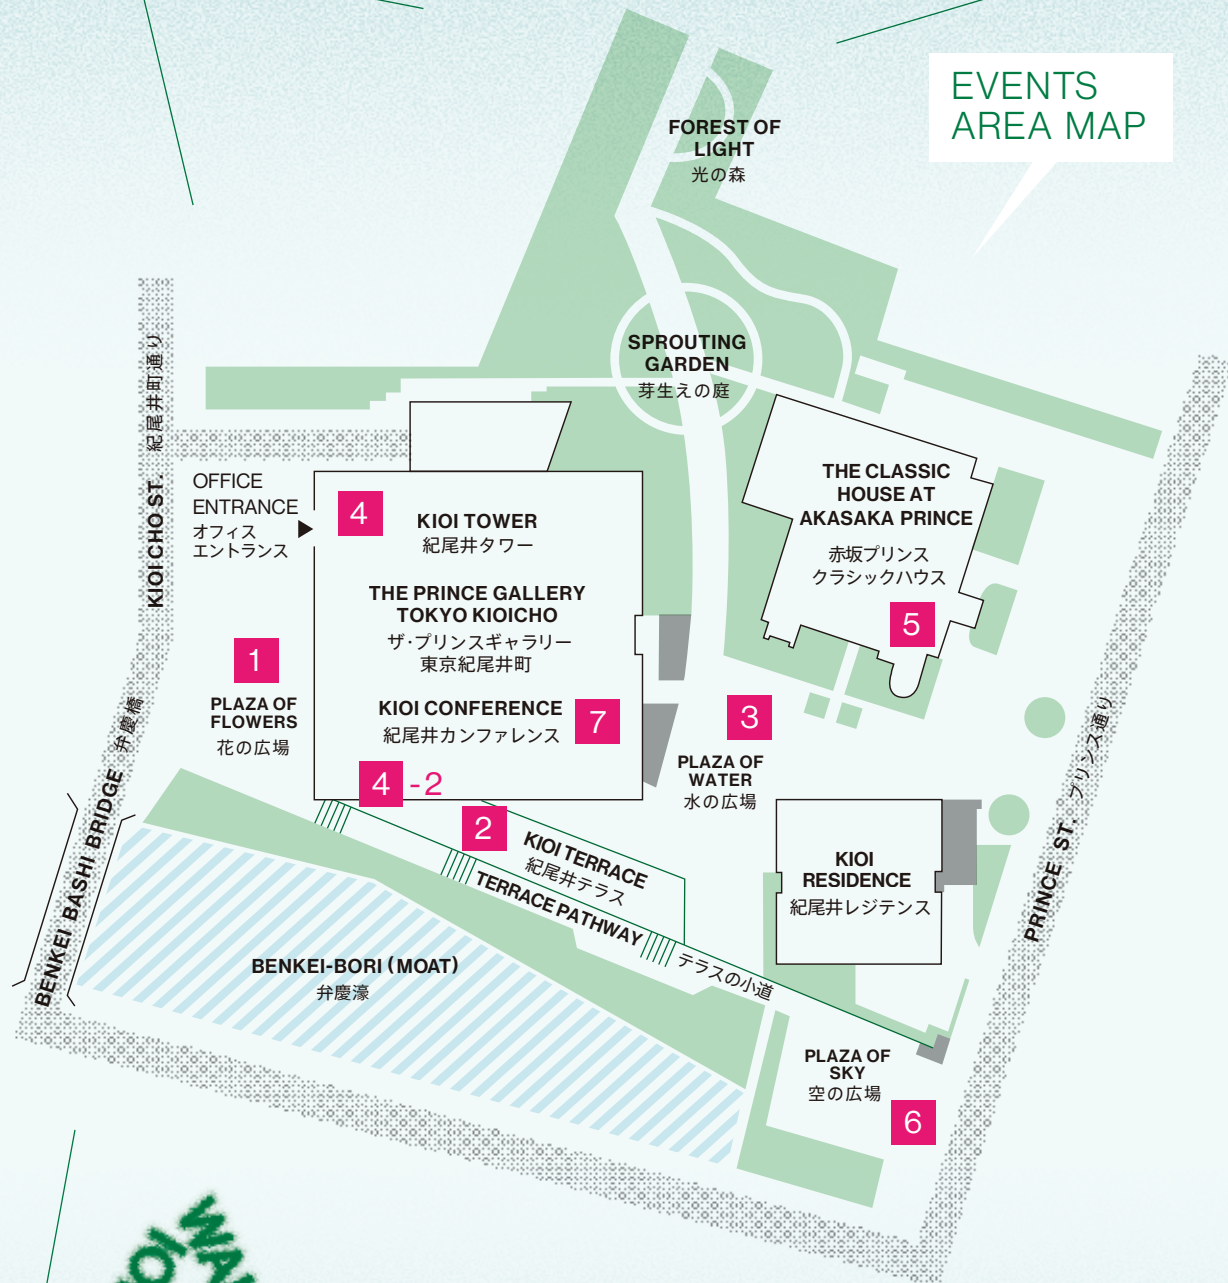 EVENTS
AREA MAP
FOREST OF
LIGHT
光の森
SPROUTING
GARDEN
芽生えの庭
KIOI CHO ST. 紀尾井町通り
OFFICE
ENTRANCE
オフィス
エントランス
4
KIOI TOWER
紀尾井タワー
THE PRINCE GALLERY
TOKYO KIOICHO
ザ・プリンスギャラリー
東京紀尾井町
KIOI CONFERENCE
紀尾井カンファレンス
7
4 -2
THE CLASSIC
HOUSE AT
AKASAKA PRINCE
赤坂プリンス
クラシックハウス
5
1
PLAZA OF
FLOWERS
花の広場
3
PLAZA OF
WATER
水の広場
2
KIOI TERRACE
紀尾井テラス
TERRACE PATHWAY
テラスの小道
KIOI
RESIDENCE
紀尾井レジテンス
PRINCE ST. プリンス通り
BENKEI BASHI BRIDGE 弁慶橋
BENKEI-BORI (MOAT)
弁慶濠
PLAZA OF
SKY
空の広場
6